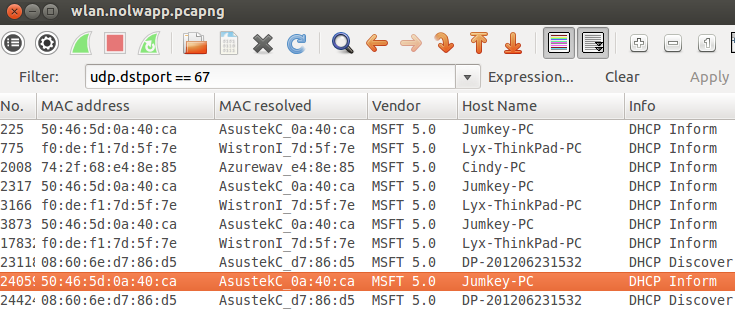 wlan.nolwapp.pcapng
Filter: udp.dstport == 67 Expression... Clear Apply
No. MAC address MAC resolved Vendor Host Name Info
225 50:46:5d:0a:40:ca AsustekC_0a:40:ca MSFT 5.0 Jumkey-PC DHCP Inform
775 f0:de:f1:7d:5f:7e WistronI_7d:5f:7e MSFT 5.0 Lyx-ThinkPad-PC DHCP Inform
2008 74:2f:68:e4:8e:85 Azurewav_e4:8e:85 MSFT 5.0 Cindy-PC DHCP Inform
2317 50:46:5d:0a:40:ca AsustekC_0a:40:ca MSFT 5.0 Jumkey-PC DHCP Inform
3166 f0:de:f1:7d:5f:7e WistronI_7d:5f:7e MSFT 5.0 Lyx-ThinkPad-PC DHCP Inform
3873 50:46:5d:0a:40:ca AsustekC_0a:40:ca MSFT 5.0 Jumkey-PC DHCP Inform
17832 f0:de:f1:7d:5f:7e WistronI_7d:5f:7e MSFT 5.0 Lyx-ThinkPad-PC DHCP Inform
23118 08:60:6e:d7:86:d5 AsustekC_d7:86:d5 MSFT 5.0 DP-201206231532 DHCP Discover
24059 50:46:5d:0a:40:ca AsustekC_0a:40:ca MSFT 5.0 Jumkey-PC DHCP Inform
24424 08:60:6e:d7:86:d5 AsustekC_d7:86:d5 MSFT 5.0 DP-201206231532 DHCP Discover